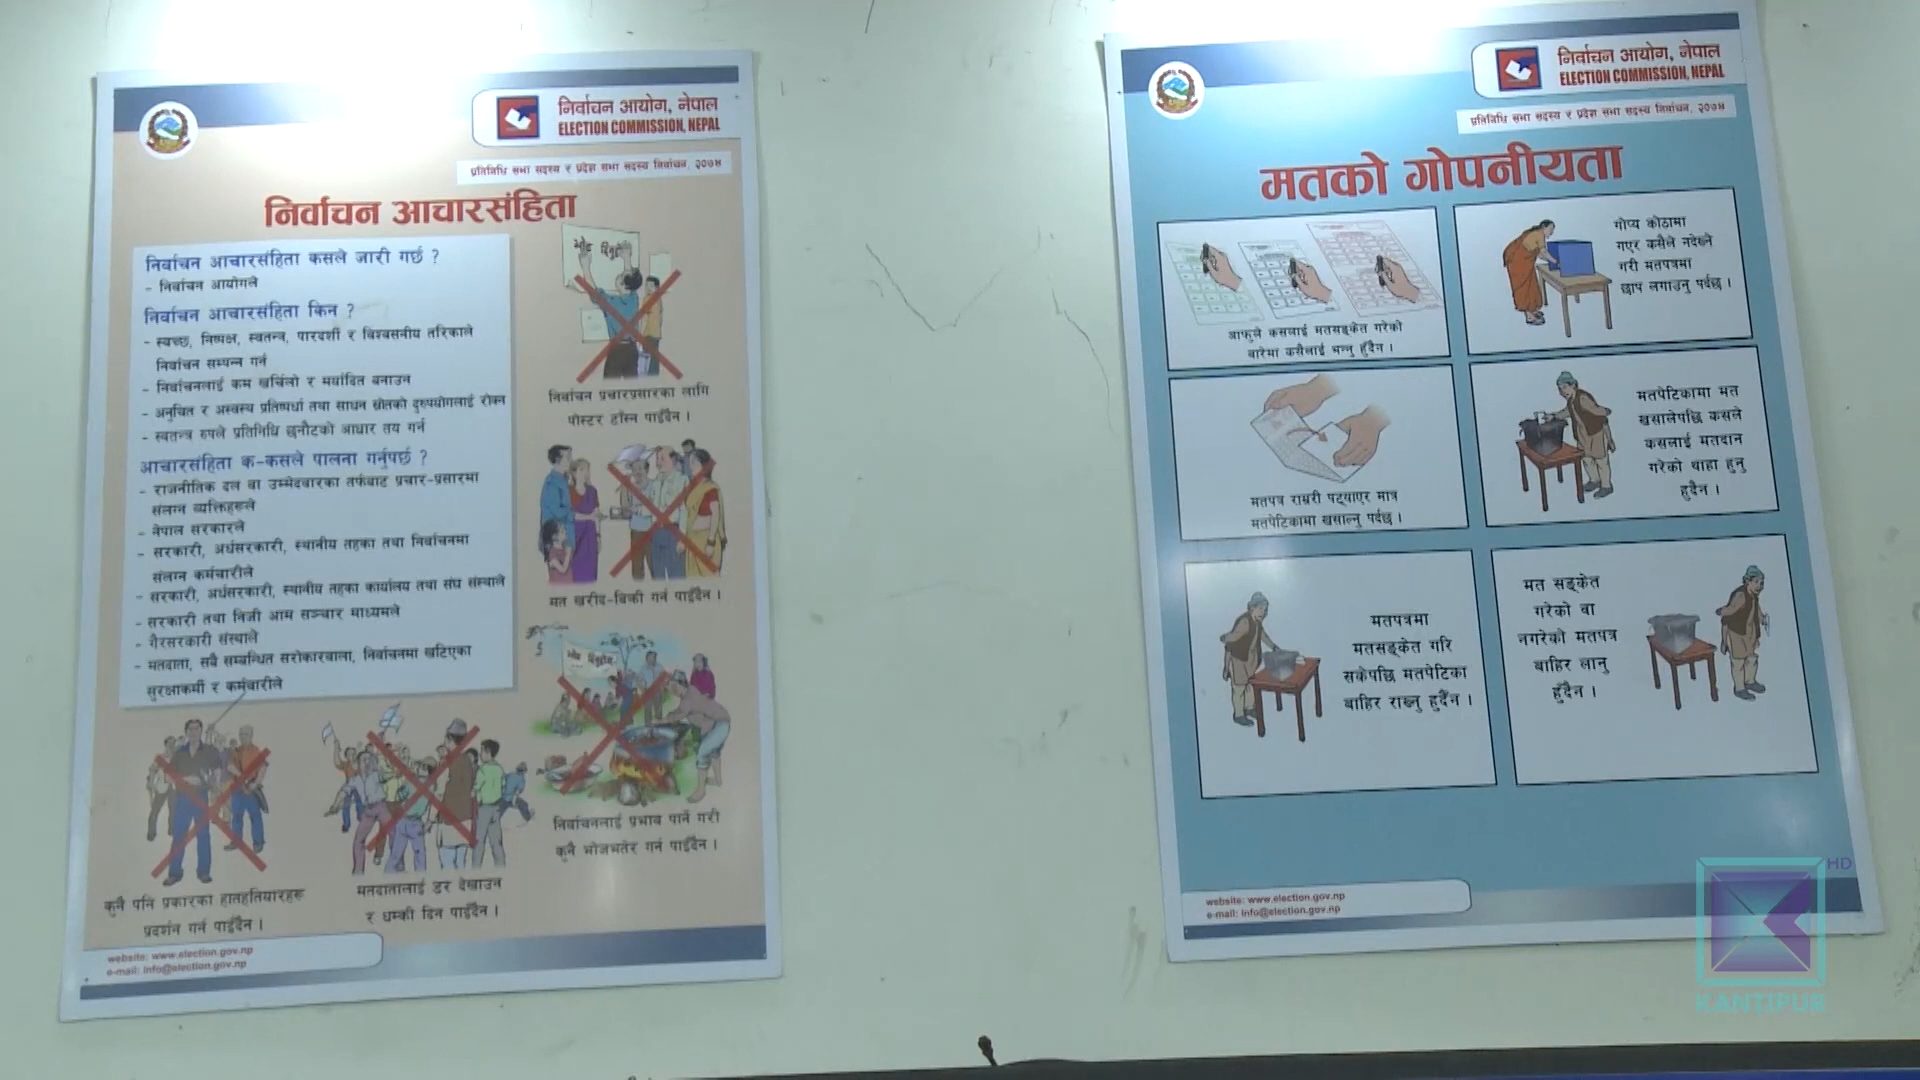 निर्वाचन आयोग, नेपाल
ELECTION COMMISSION, NEPAL
प्रतिनिधि सभा सदस्य र प्रदेश सभा सदस्य निर्वाचन, २०७४
निर्वाचन आचारसंहिता
निर्वाचन आचारसंहिता कसले जारी गर्छ ?
- निर्वाचन आयोगले
निर्वाचन आचारसंहिता किन ?
- स्वच्छ, निष्पक्ष, स्वतन्त्र, पारदर्शी र विश्वसनीय तरिकाले
निर्वाचन सम्पन्न गर्न
- निर्वाचनलाई कम खर्चिलो र मर्यादित बनाउन
- अनुचित र अस्वस्थ प्रतिष्पर्धा तथा साधन स्रोतको दुरुपयोगलाई रोक्न
- स्वतन्त्र रुपले प्रतिनिधि छनौटको आधार तय गर्न
आचारसंहिता क-कसले पालना गर्नुपर्छ ?
- राजनीतिक दल वा उम्मेदवारका तर्फबाट प्रचार-प्रसारमा
संलग्न व्यक्तिहरूले
- नेपाल सरकारले
- सरकारी, अर्धसरकारी, स्थानीय तहका तथा निर्वाचनमा
संलग्न कर्मचारीले
- सरकारी, अर्धसरकारी, स्थानीय तहका कार्यालय तथा संघ संस्थाले
- सरकारी तथा निजी आम सञ्चार माध्यमले
- गैरसरकारी संस्थाले
- मतदाता, सबै सम्बन्धित सरोकारवाला, निर्वाचनमा खटिएका
सुरक्षाकर्मी र कर्मचारीले
निर्वाचन प्रचारप्रसारका लागि
पोस्टर टाँस्न पाईंदैन ।
मत खरीद-बिक्री गर्न पाईंदैन ।
निर्वाचनलाई प्रभाव पार्ने गरी
कुनै भोजभतेर गर्न पाईंदैन ।
कुनै पनि प्रकारका हातहतियारहरू
प्रदर्शन गर्न पाईंदैन ।
मतदातालाई डर देखाउन
र धम्की दिन पाईंदैन ।
website: www.election.gov.np
e-mail: info@election.gov.np
निर्वाचन आयोग, नेपाल
ELECTION COMMISSION, NEPAL
प्रतिनिधि सभा सदस्य र प्रदेश सभा सदस्य निर्वाचन, २०७४
मतको गोपनीयता
आफुले कसलाई मतसङ्केत गरेको
बारेमा कसैलाई भन्नु हुँदैन ।
गोप्य कोठामा
गएर कसैले नदेख्ने
गरी मतपत्रमा
छाप लगाउनु पर्दछ ।
मतपत्र राम्ररी पट्याएर मात्र
मतपेटिकामा खसाल्नु पर्दछ ।
मतपेटिकामा मत
खसालेपछि कसले
कसलाई मतदान
गरेको थाहा हुनु
हुदैन ।
मतपत्रमा
मतसङ्केत गरि
सकेपछि मतपेटिका
बाहिर राख्नु हुदैँन ।
मत सङ्केत
गरेको वा
नगरेको मतपत्र
बाहिर लानु
हुँदैन ।
website: www.election.gov.np
e-mail: info@election.gov.np
HD
KANTIPUR